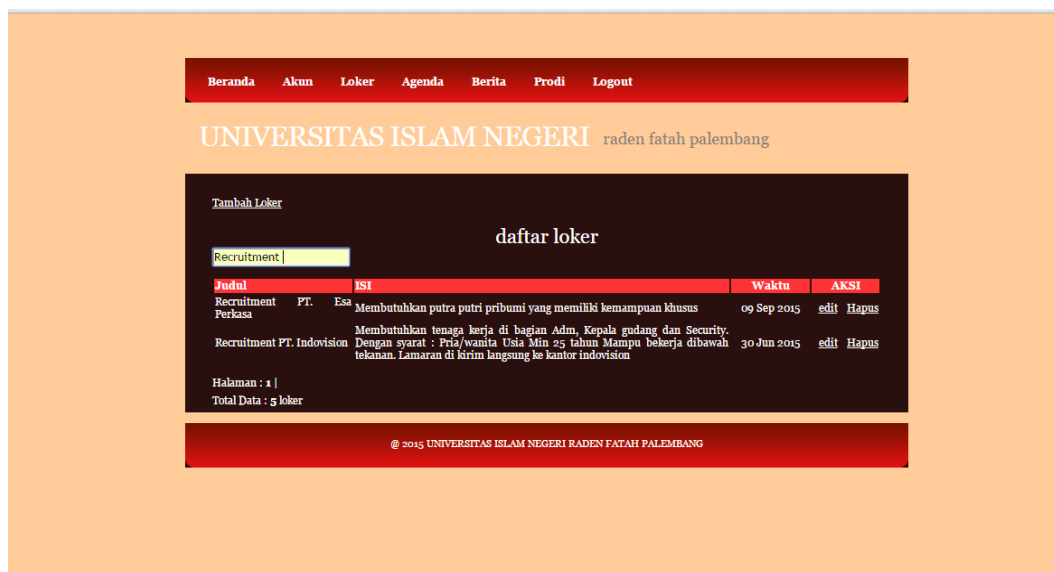 Beranda Akun Loker Agenda Berita Prodi Logout
UNIVERSITAS ISLAM NEGERI raden fatah palembang
Tambah Loker
daftar loker
Recruitment
Judul ISI Waktu AKSI
Recruitment PT. Esa
Perkasa
Membutuhkan putra putri pribumi yang memiliki kemampuan khusus
09 Sep 2015 edit Hapus
Recruitment PT. Indovision
Membutuhkan tenaga kerja di bagian Adm, Kepala gudang dan Security.
Dengan syarat : Pria/wanita Usia Min 25 tahun Mampu bekerja dibawah
tekanan. Lamaran di kirim langsung ke kantor indovision
30 Jun 2015 edit Hapus
Halaman : 1 |
Total Data : 5 loker
@ 2015 UNIVERSITAS ISLAM NEGERI RADEN FATAH PALEMBANG